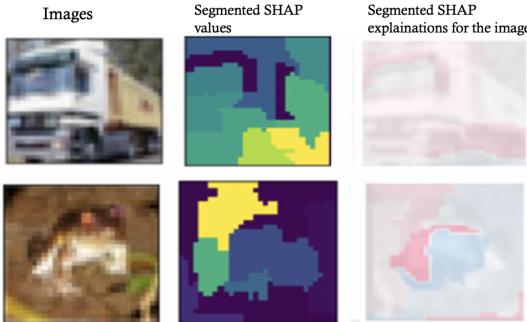 Images
Segmented SHAP
values
Segmented SHAP
explainations for the image